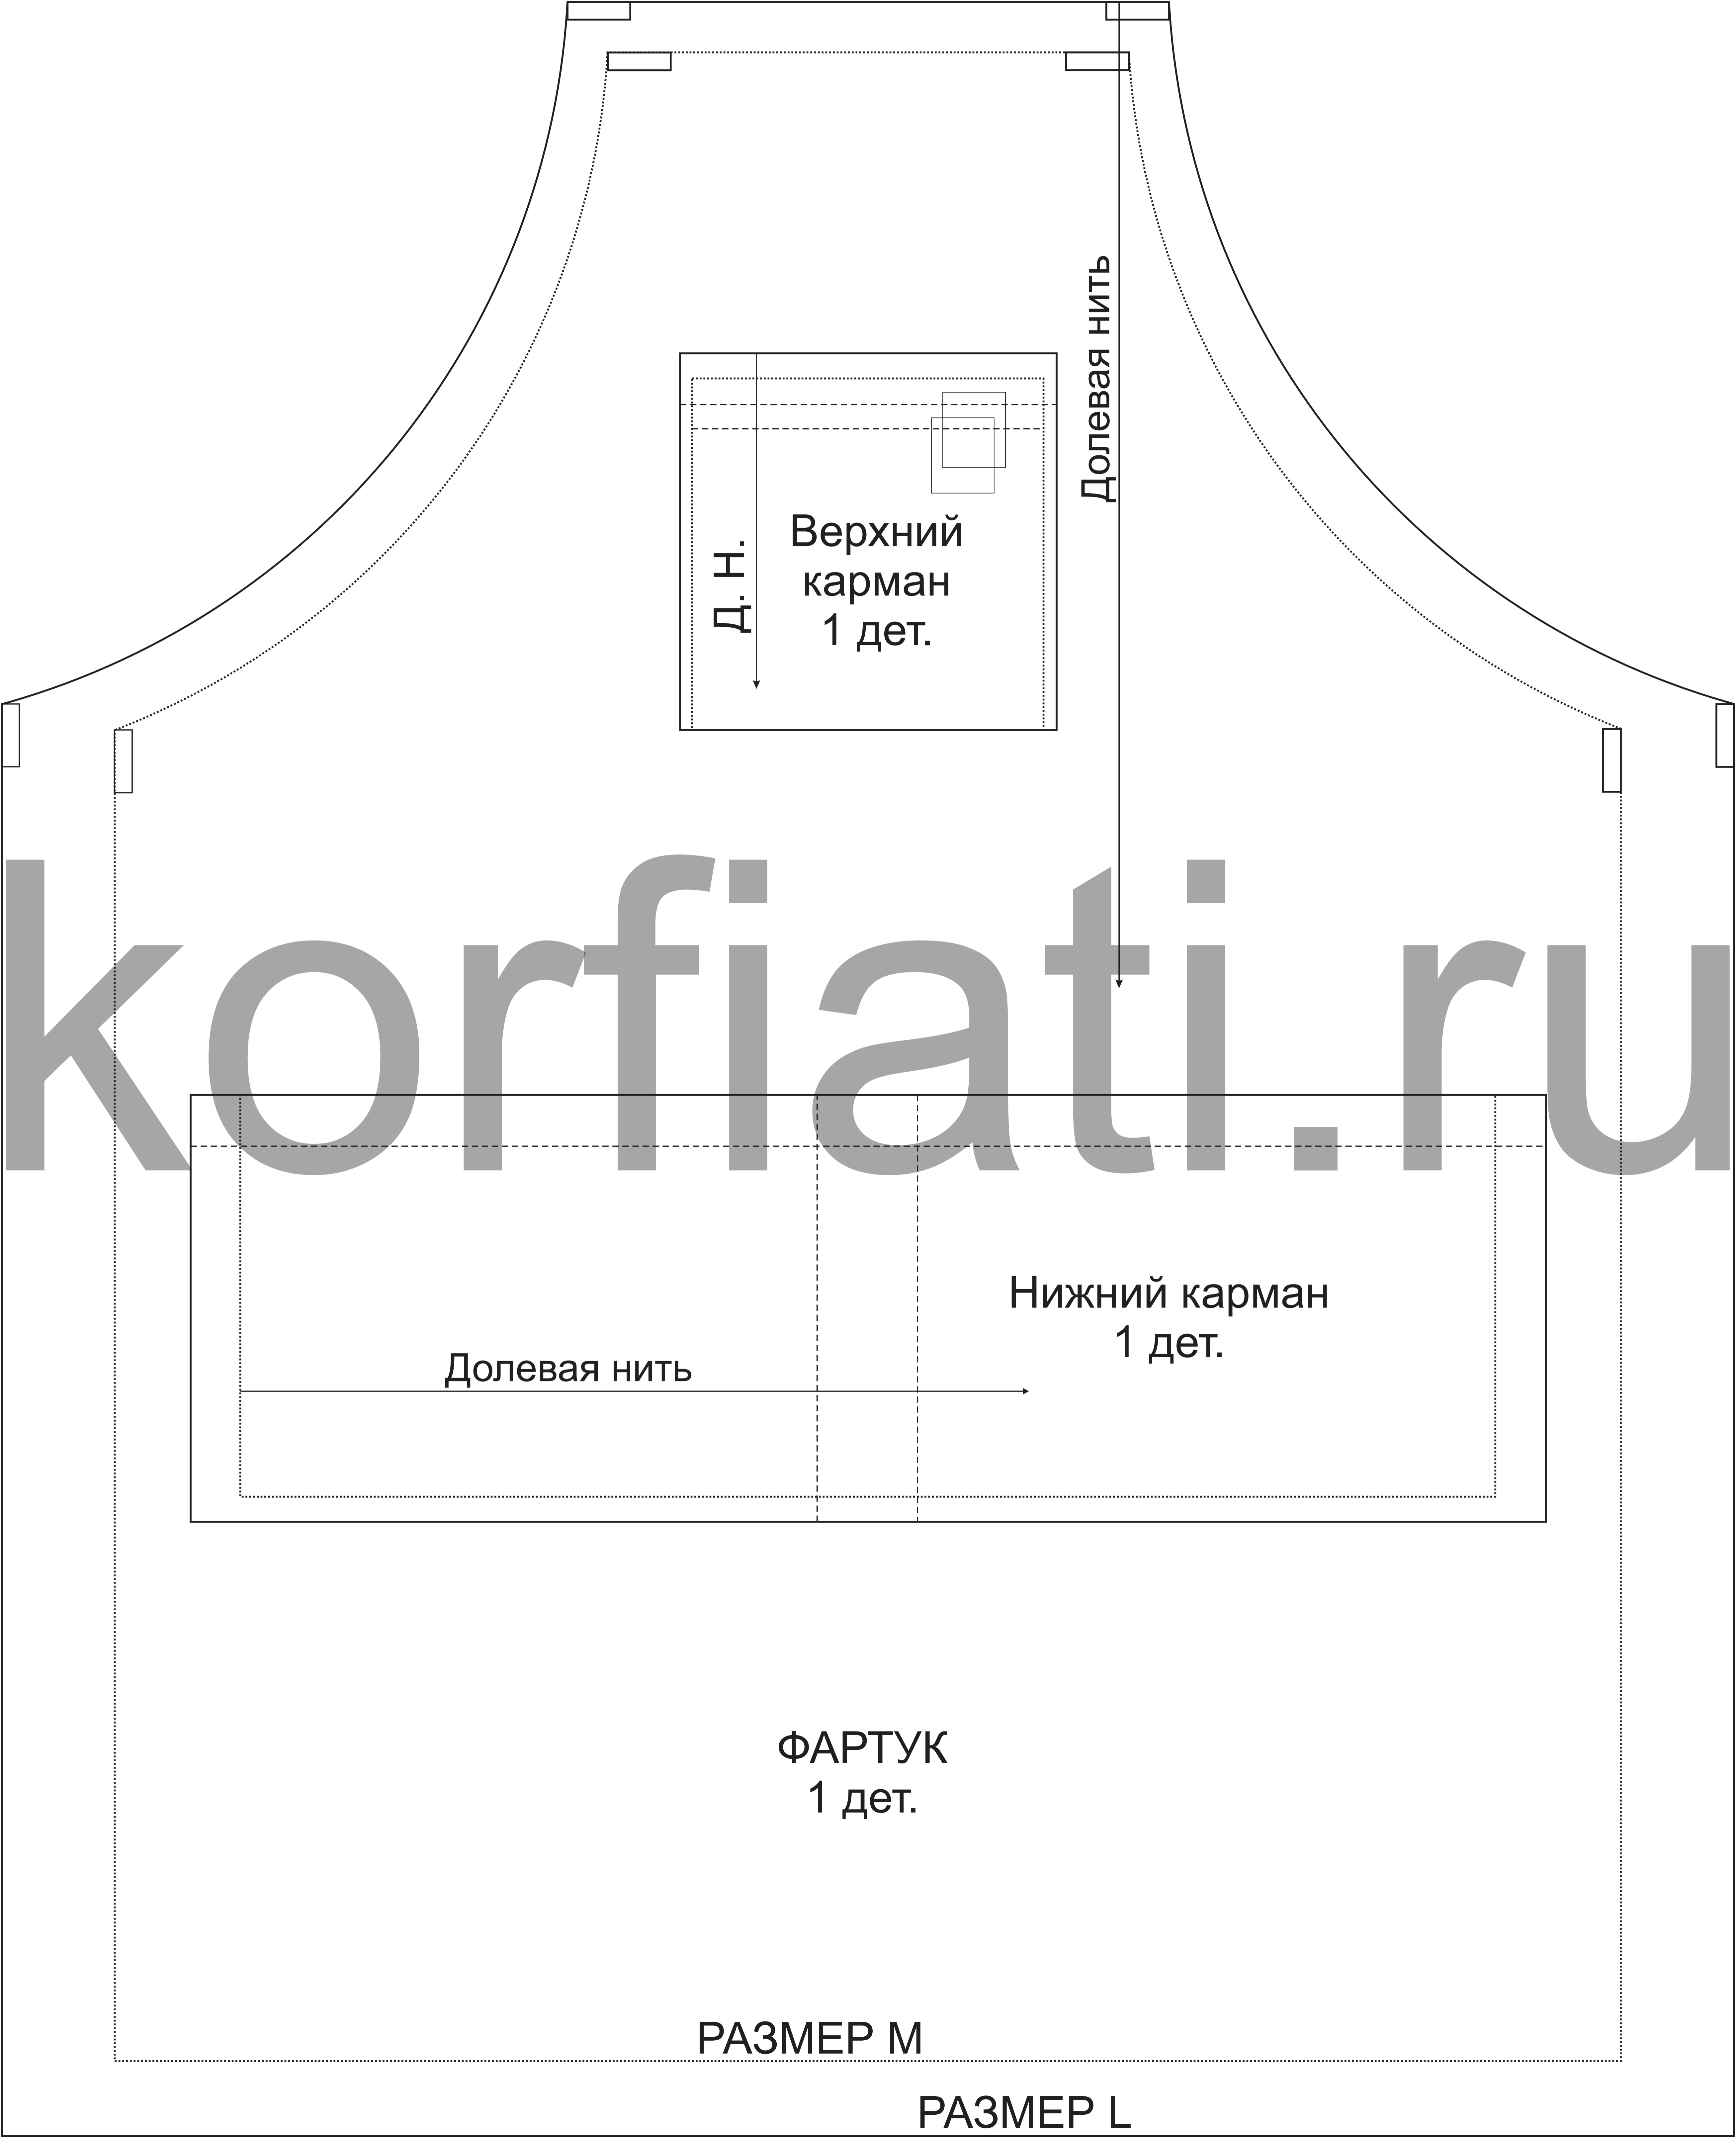 Долевая нить
Верхний
карман
1 дет.
Д. Н.
korfiati.ru
Нижний карман
1 дет.
Долевая нить
ФАРТУК
1 дет.
РАЗМЕР М
РАЗМЕР L